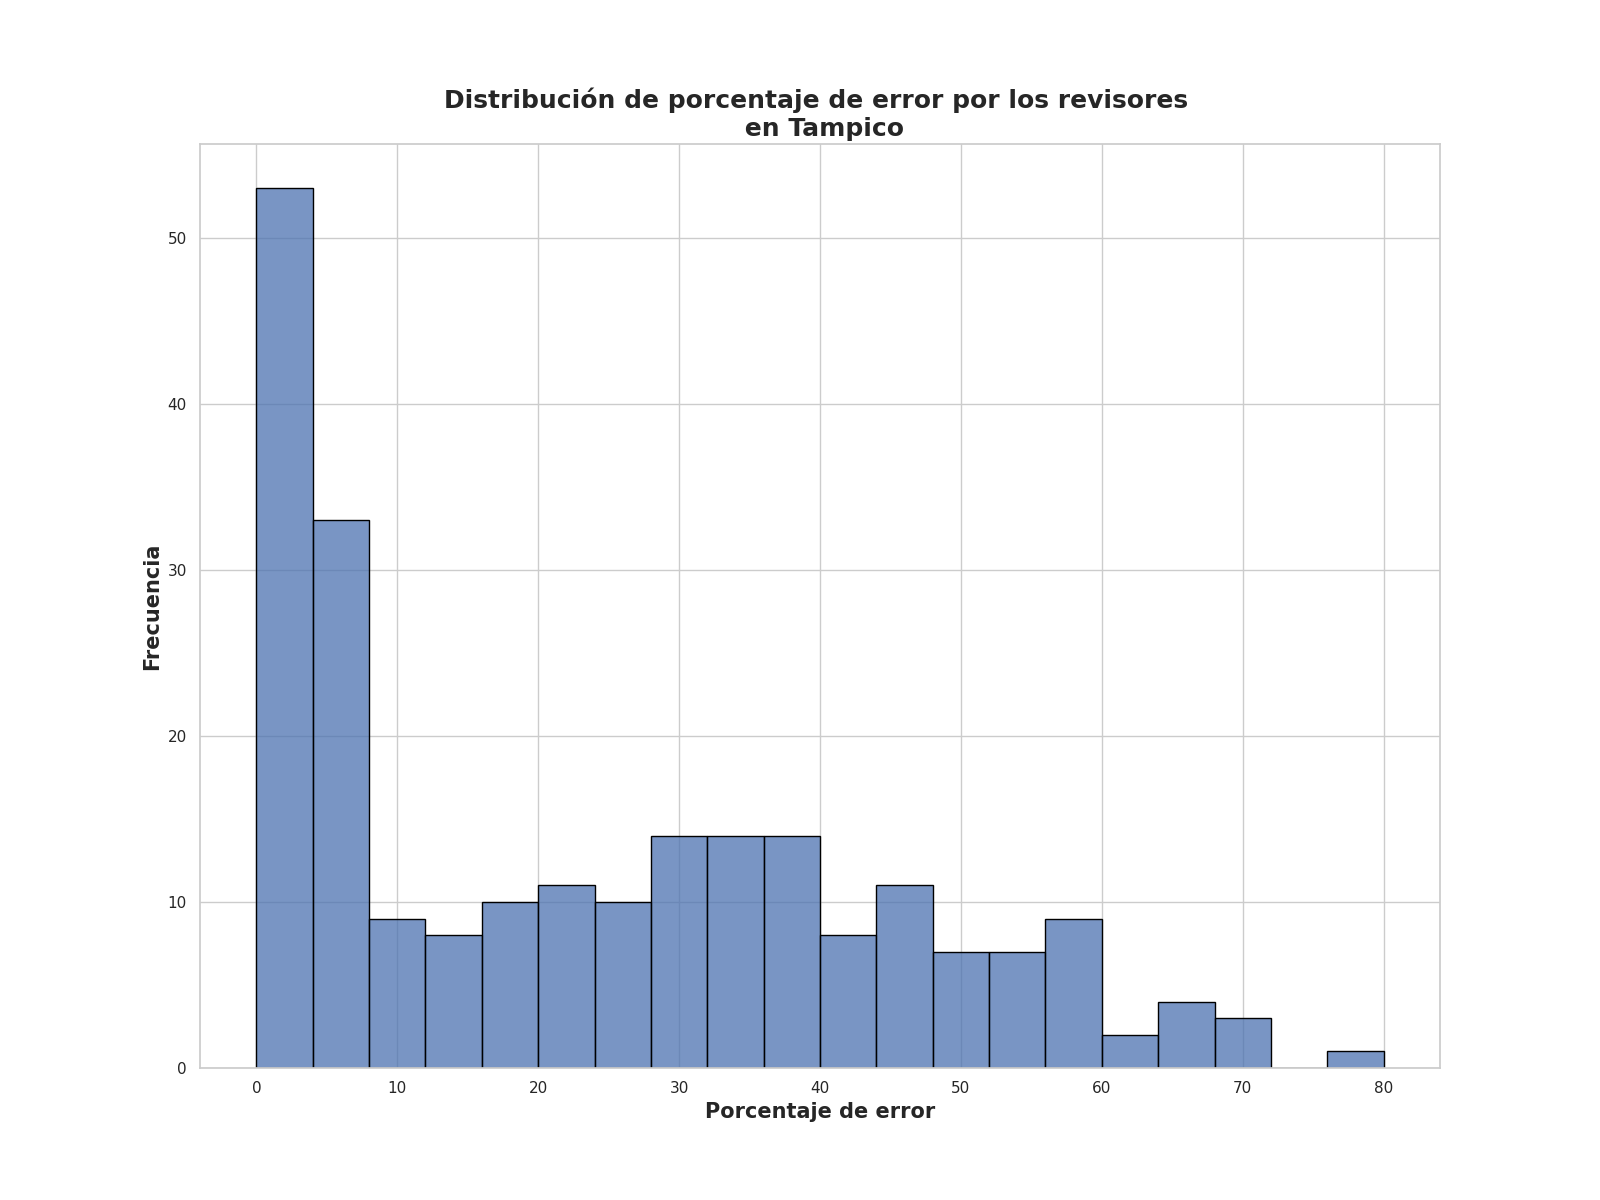 Distribución de porcentaje de error por los revisores
en Tampico
Frecuencia
50
40
30
20
10
0
0 10 20 30 40 50 60 70 80
Porcentaje de error